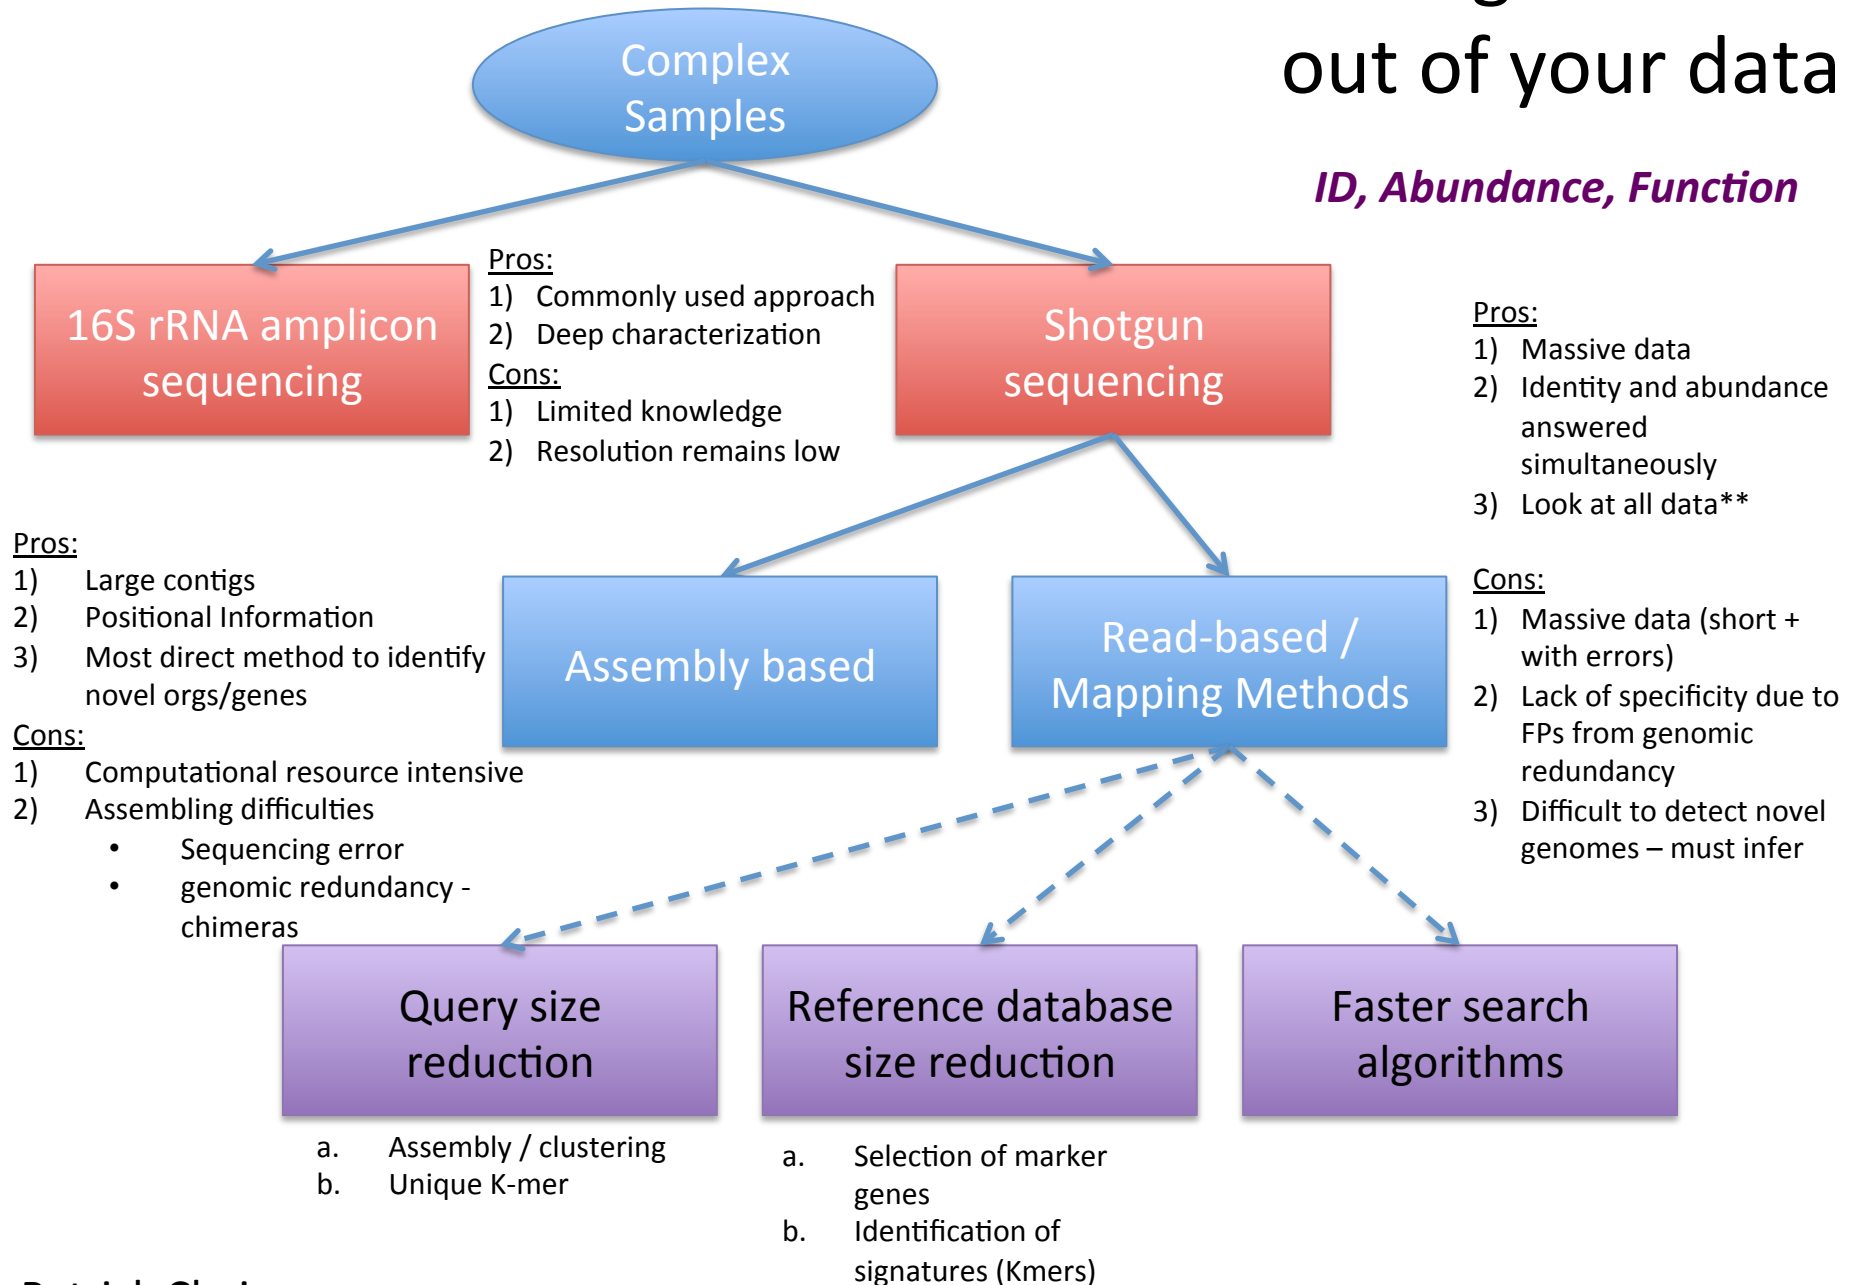 out of your data
ID, Abundance, Function
Complex
Samples
16S rRNA amplicon
sequencing
Pros:
1) Commonly used approach
2) Deep characterization
Cons:
1) Limited knowledge
2) Resolution remains low
Shotgun
sequencing
Pros:
1) Massive data
2) Identity and abundance
answered
simultaneously
3) Look at all data**
Cons:
1) Massive data (short +
with errors)
2) Lack of specificity due to
FPs from genomic
redundancy
3) Difficult to detect novel
genomes – must infer
Pros:
1) Large contigs
2) Positional Information
3) Most direct method to identify
novel orgs/genes
Cons:
1) Computational resource intensive
2) Assembling difficulties
• Sequencing error
• genomic redundancy -
chimeras
Assembly based
Read-based /
Mapping Methods
Query size
reduction
a. Assembly / clustering
b. Unique K-mer
Reference database
size reduction
a. Selection of marker
genes
b. Identification of
signatures (Kmers)
Faster search
algorithms